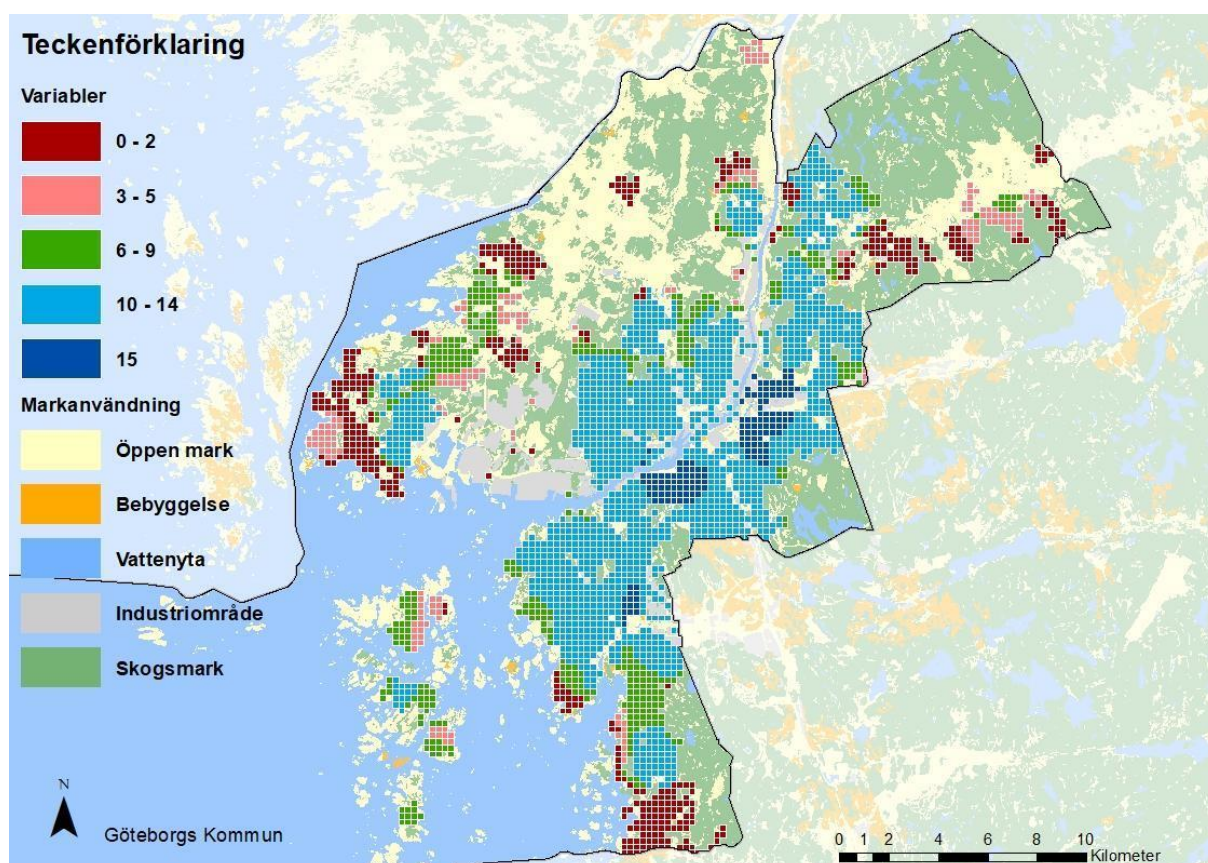 Teckenförklaring
Variabler
0 - 2
3 - 5
6 - 9
10 - 14
15
Markanvändning
Öppen mark
Bebyggelse
Vattenyta
Industriområde
Skogsmark
N
Göteborgs Kommun
0 1 2 4 6 8 10
Kilometer